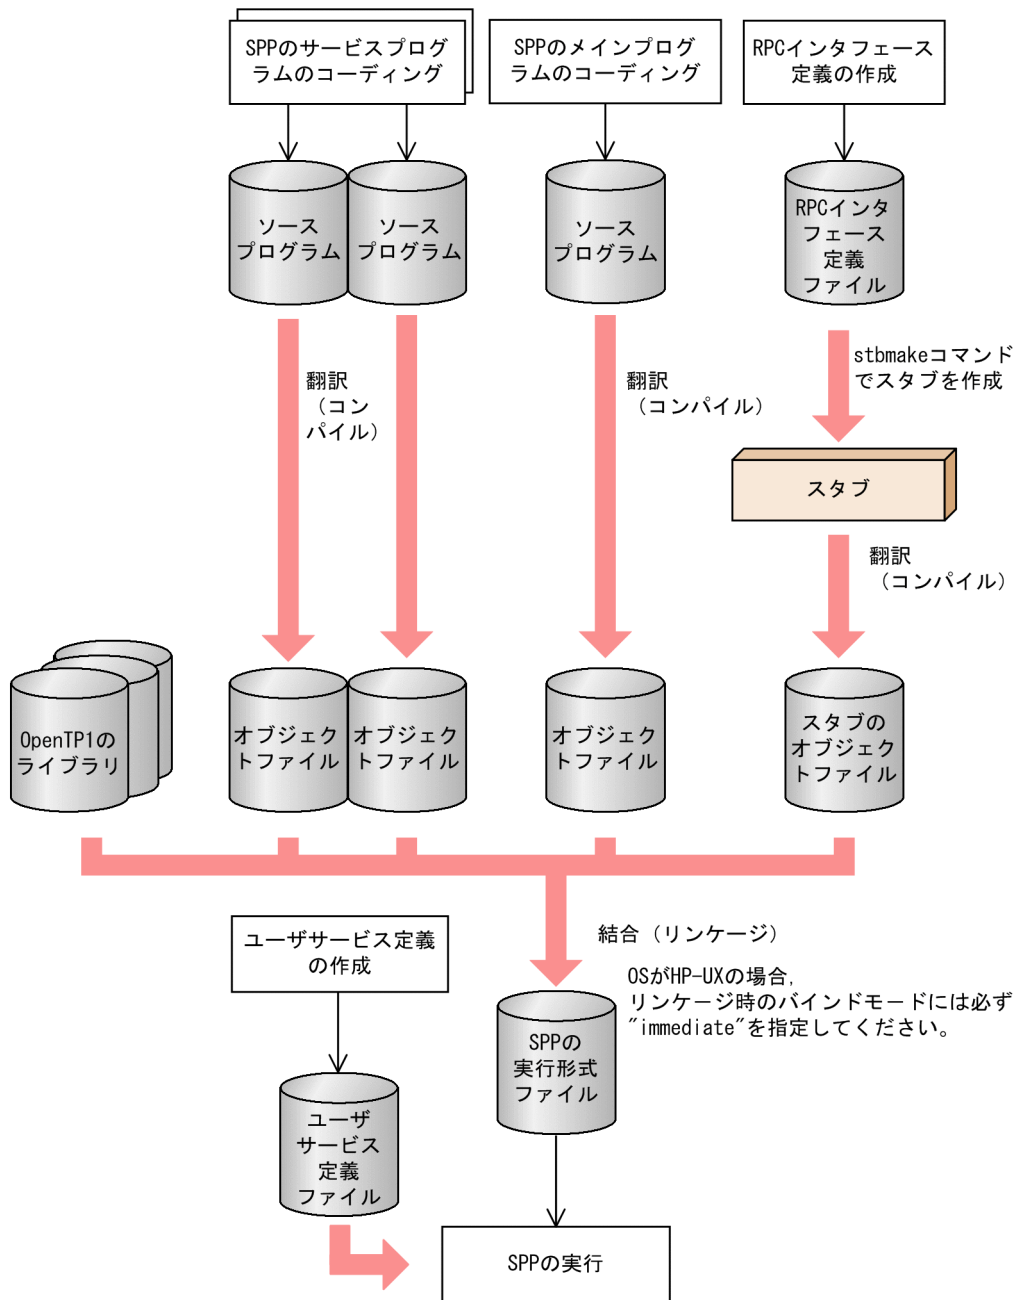 SPPのサービスプログ
ラムのコーディング
SPPのメインプログ
ラムのコーディング
RPCインタフェース
定義の作成
ソース
プログラム
ソース
プログラム
ソース
プログラム
RPCインタ
フェース
定義
ファイル
翻訳
（コン
パイル）
翻訳
（コンパイル）
stbmakeコマンド
でスタブを作成
スタブ
翻訳
（コンパイル）
OpenTP1の
ライブラリ
オブジェク
トファイル
オブジェク
トファイル
オブジェク
トファイル
スタブの
オブジェク
トファイル
結合（リンケージ）
OSがHP-UXの場合,
リンケージ時のバインドモードには必ず
"immediate"を指定してください。
ユーザサービス定義
の作成
SPPの
実行形式
ファイル
ユーザ
サービス
定義
ファイル
SPPの実行